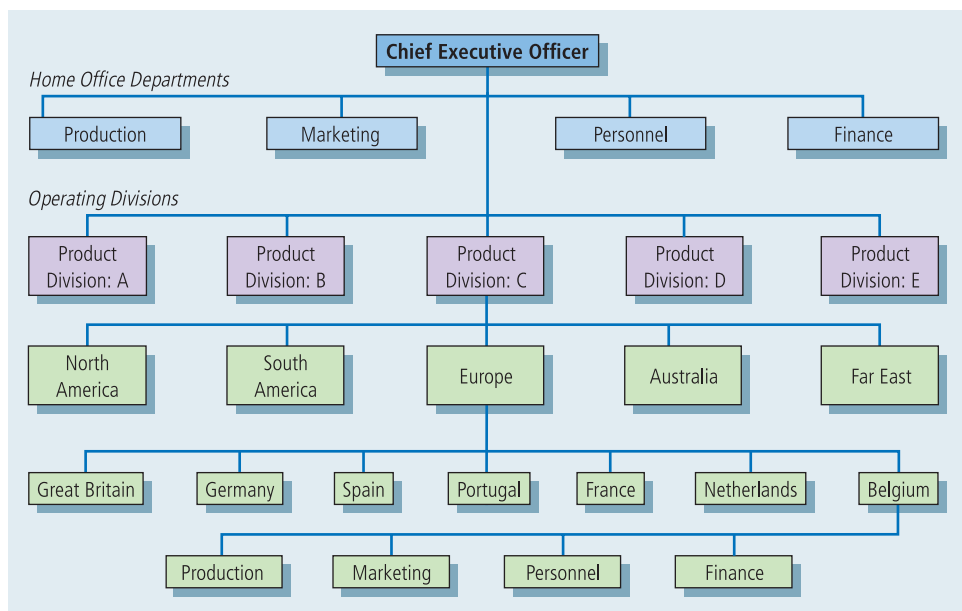 Chief Executive Officer
Home Office Departments
Production
Marketing
Personnel
Finance
Operating Divisions
Product
Division: A
Product
Division: B
Product
Division: C
Product
Division: D
Product
Division: E
North
America
South
America
Europe
Australia
Far East
Great Britain
Germany
Spain
Portugal
France
Netherlands
Belgium
Production
Marketing
Personnel
Finance